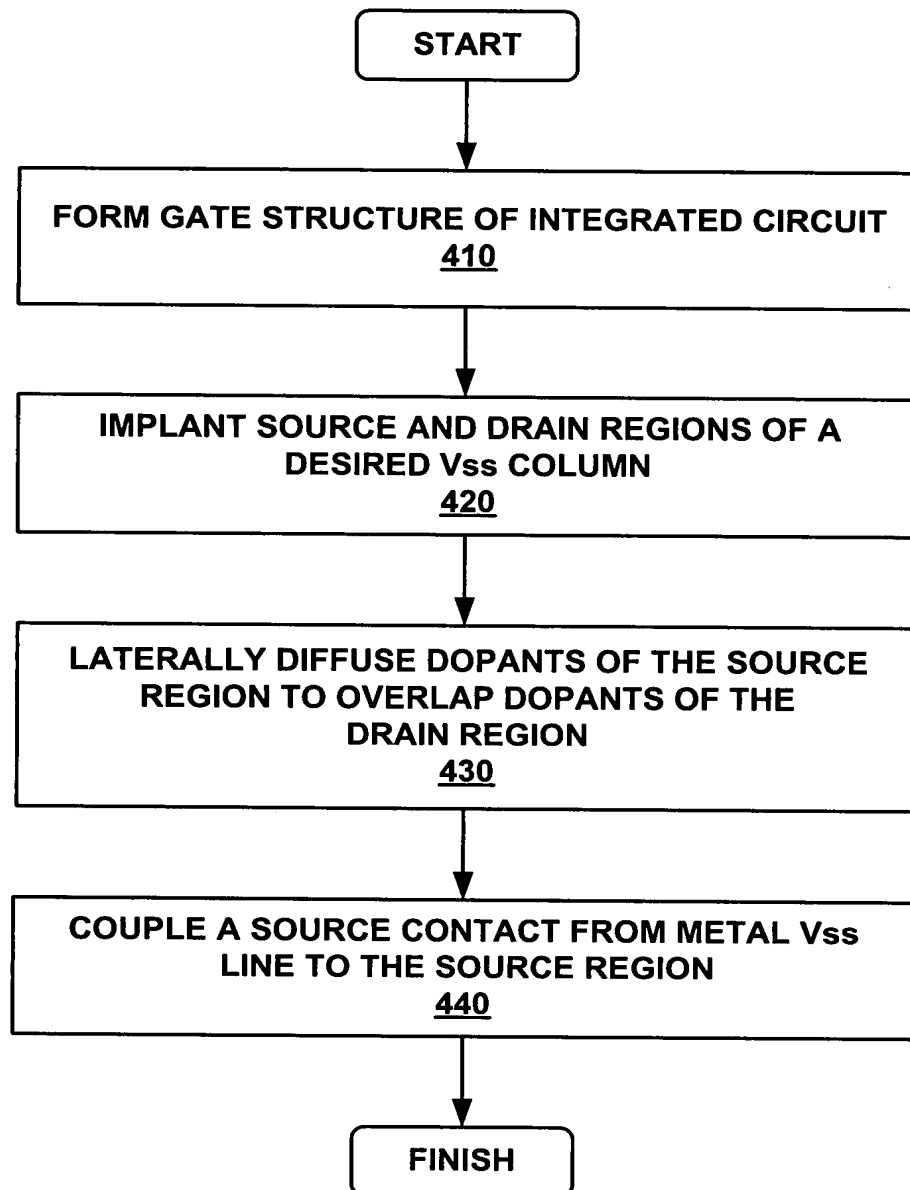 START
FORM GATE STRUCTURE OF INTEGRATED CIRCUIT
410
IMPLANT SOURCE AND DRAIN REGIONS OF A
DESIRED Vss COLUMN
420
LATERALLY DIFFUSE DOPANTS OF THE SOURCE
REGION TO OVERLAP DOPANTS OF THE
DRAIN REGION
430
COUPLE A SOURCE CONTACT FROM METAL Vss
LINE TO THE SOURCE REGION
440
FINISH